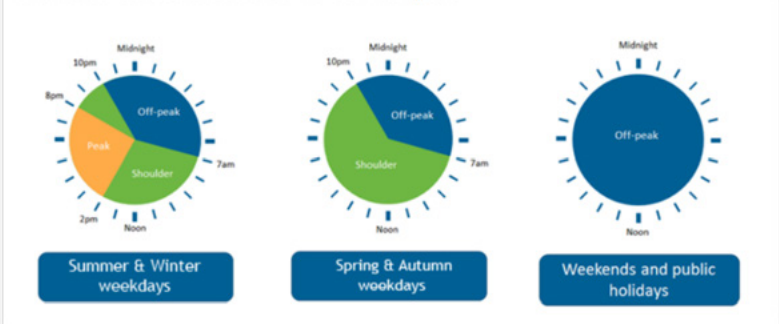 Midnight
10pm
8pm
Off-peak
Peak
Shoulder
7am
2pm
Noon
Summer & Winter
weekdays
Midnight
10pm
Off-peak
Shoulder
7am
Noon
Spring & Autumn
weekdays
Midnight
Off-peak
Noon
Weekends and public
holidays